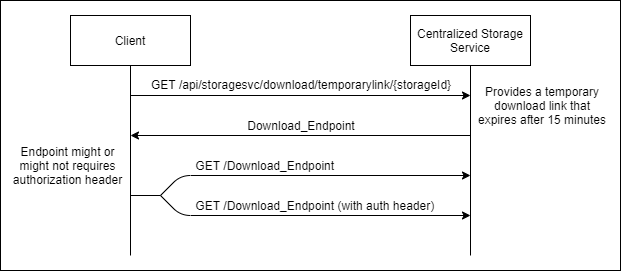 Client
Centralized Storage
Service
GET /api/storagesvc/download/temporarylink/{storageId}
Provides a temporary
download link that
expires after 15 minutes
Download_Endpoint
Endpoint might or
might not requires
authorization header
GET /Download_Endpoint
GET /Download_Endpoint (with auth header)